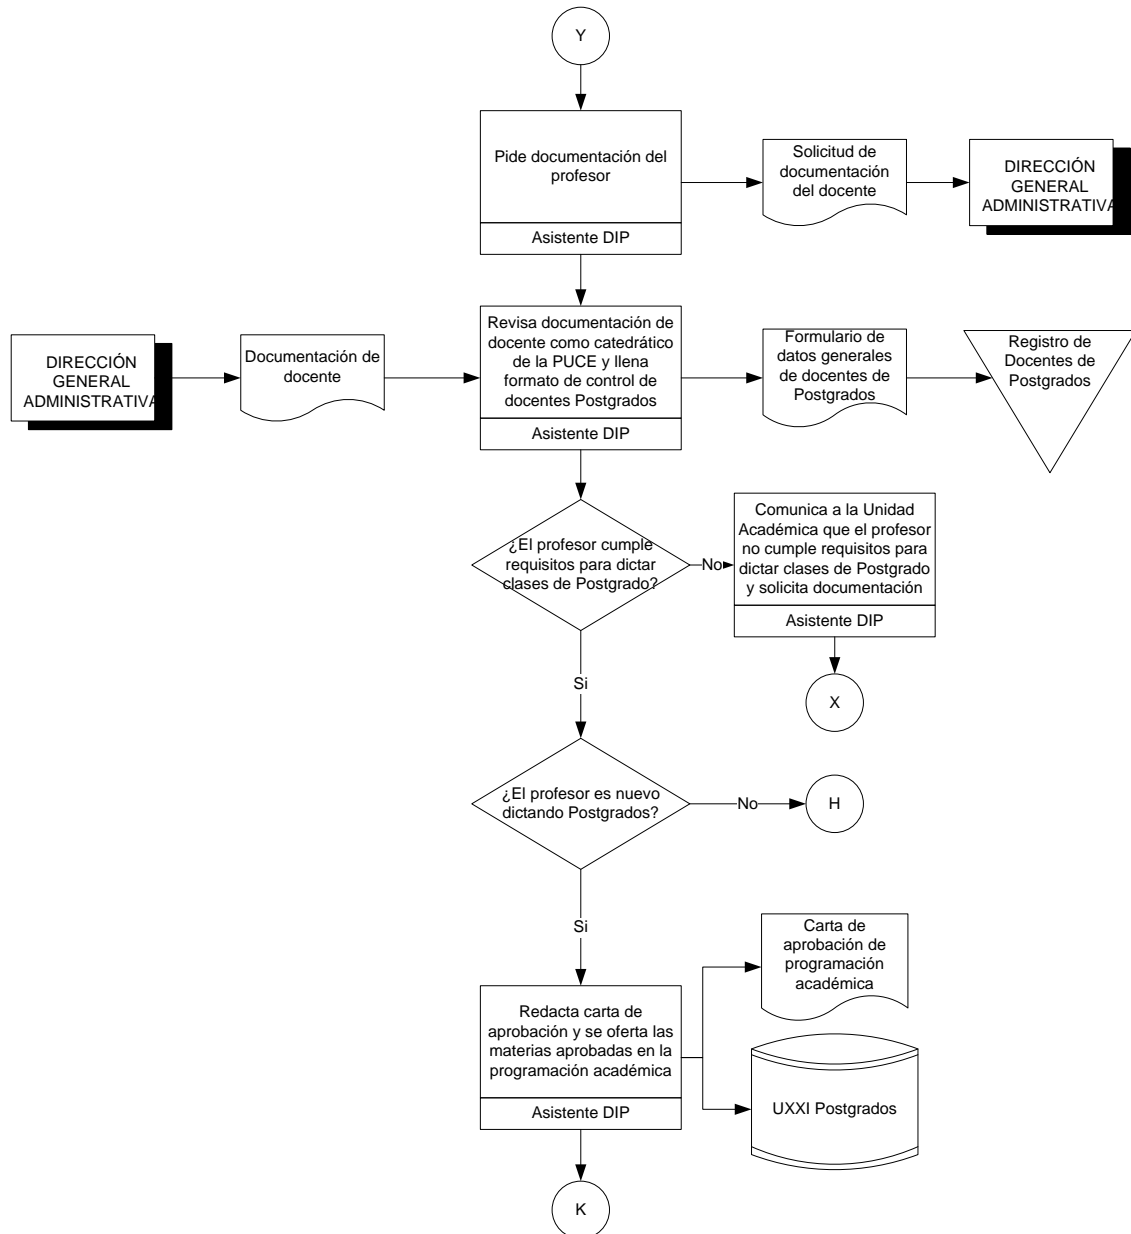 Y
Pide documentación del
profesor
Asistente DIP
Solicitud de
documentación
del docente
DIRECCIÓN
GENERAL
ADMINISTRATIVA
DIRECCIÓN
GENERAL
ADMINISTRATIVA
Documentación de
docente
Revisa documentación de
docente como catedrático
de la PUCE y llena
formato de control de
docentes Postgrados
Asistente DIP
Formulario de
datos generales
de docentes de
Postgrados
Registro de
Docentes de
Postgrados
¿El profesor cumple
requisitos para dictar
clases de Postgrado?
No
Comunica a la Unidad
Académica que el profesor
no cumple requisitos para
dictar clases de Postgrado
y solicita documentación
Asistente DIP
X
Si
¿El profesor es nuevo
dictando Postgrados?
No
H
Si
Redacta carta de
aprobación y se oferta las
materias aprobadas en la
programación académica
Asistente DIP
Carta de
aprobación de
programación
académica
UXXI Postgrados
K